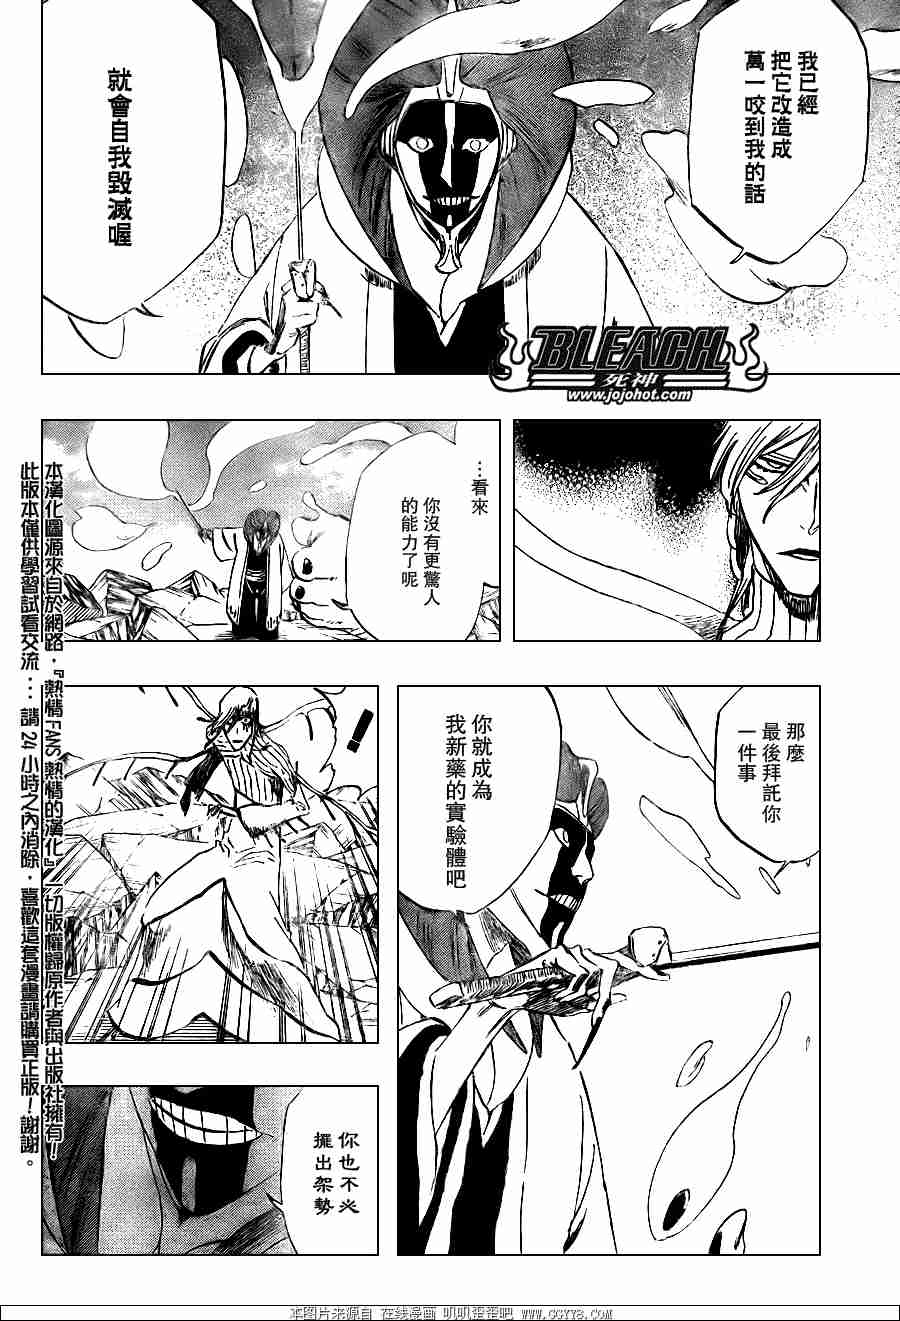 我已經
把它改造成
萬一咬到我的話
就會自我毀滅喔
BLEACH
死神
www.jojohot.com
…看來
你沒有更驚人
的能力了呢
那麼
最後拜託你
一件事
你就成為
我新藥的實驗體吧
!
你也不必
擺出架勢
本漢化圖源來自於網路．『熱情FANS熱情的漢化』一切版權歸原作者與出版社擁有!
此版本僅供學習試看交流…請24小時之內消除．喜歡這套漫畫請購買正版!謝謝。
本图片来源自 在线漫画 叽叽歪歪吧 www.GGYY8.com